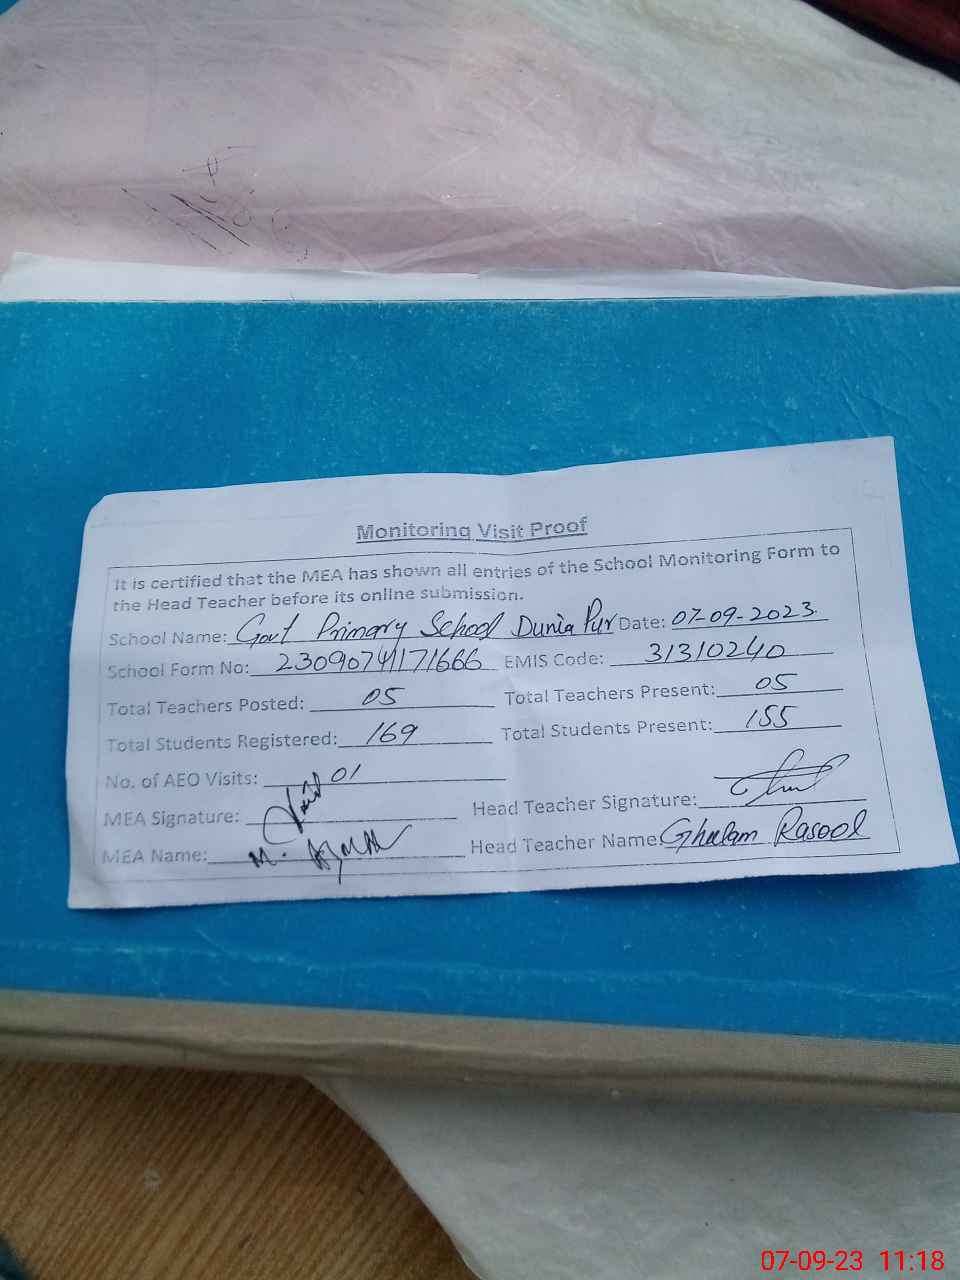 Monitoring Visit Proof
It is certified that the MEA has shown all entries of the School Monitoring Form to
the Head Teacher before its online submission.
School Name: Govt Primary School Dunia Pur Date: 07-09-2023
School Form No: 23090741171666 EMIS Code: 31310240
Total Teachers Posted: 05 Total Teachers Present: 05
Total Students Registered: 169 Total Students Present: 155
No. of AEO Visits: 01
MEA Signature: Head Teacher Signature:
MEA Name: M. Head Teacher Name: Ghulam Rasool
07-09-23 11:18